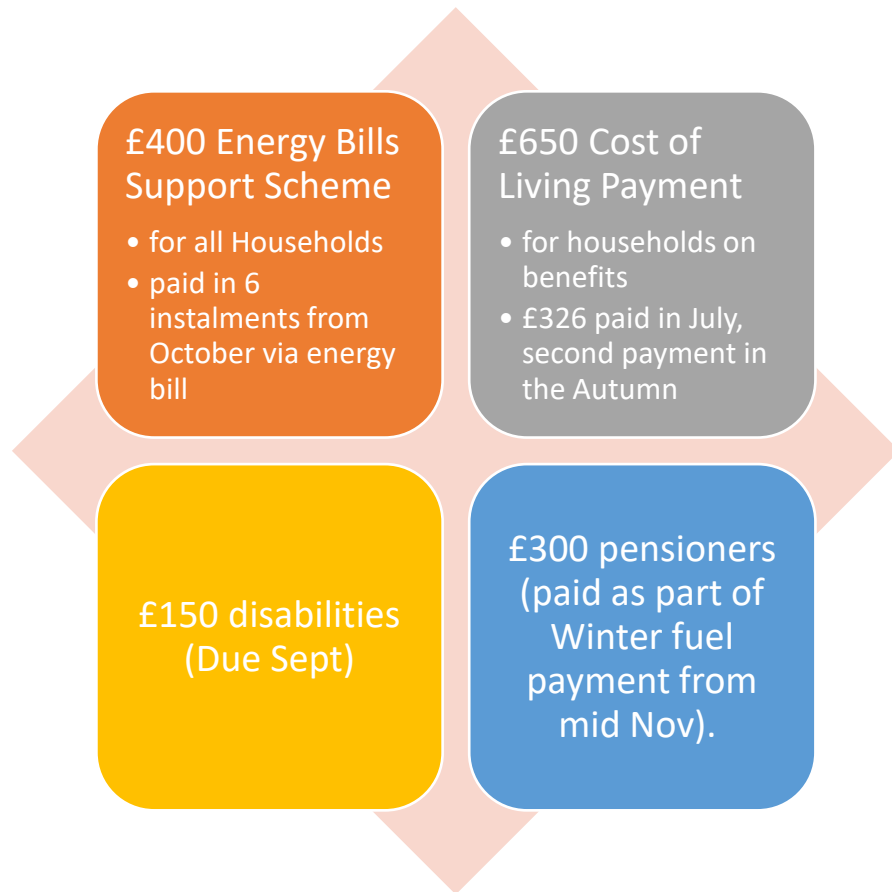 £400 Energy Bills
Support Scheme
• for all Households
• paid in 6
instalments from
October via energy
bill
£650 Cost of
Living Payment
• for households on
benefits
• £326 paid in July,
second payment in
the Autumn
£150 disabilities
(Due Sept)
£300 pensioners
(paid as part of
Winter fuel
payment from
mid Nov).